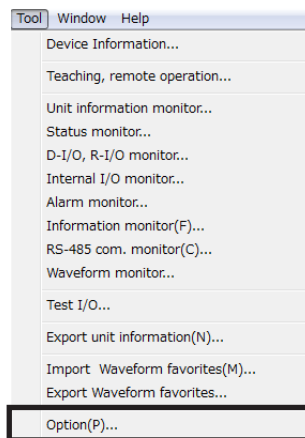 Tool Window Help
Device Information...
Teaching, remote operation...
Unit information monitor...
Status monitor...
D-I/O, R-I/O monitor...
Internal I/O monitor...
Alarm monitor...
Information monitor(F)...
RS-485 com. monitor(C)...
Waveform monitor...
Test I/O...
Export unit information(N)...
Import Waveform favorites(M)...
Export Waveform favorites...
Option(P)...